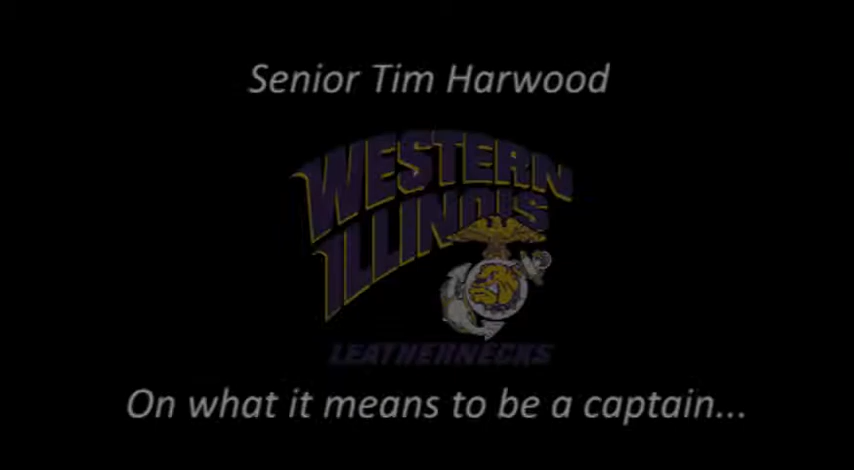 Senior Tim Harwood
WESTERN
ILLINOIS
LEATHERNECKS
On what it means to be a captain...